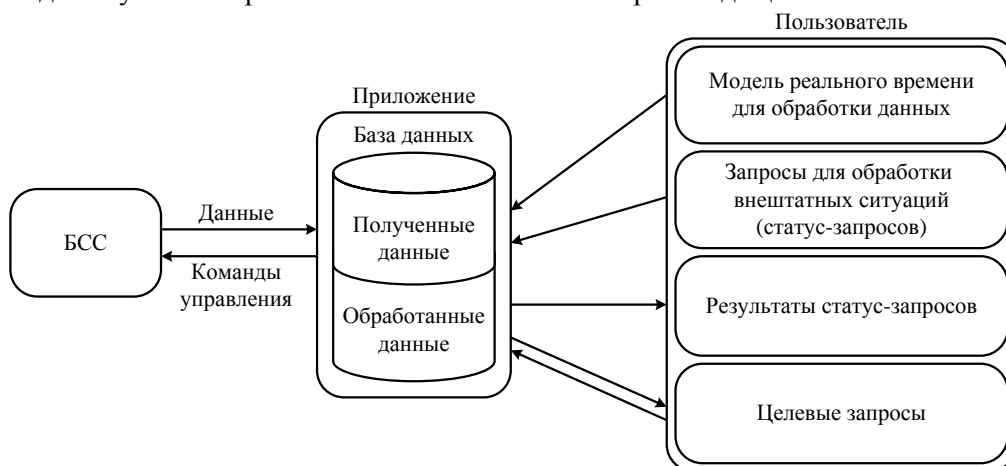 Пользователь
Модель реального времени
для обработки данных
Приложение
База данных
Запросы для обработки
внештатных ситуаций
(статус-запросов)
Данные
Полученные
данные
БСС
Команды
управления
Результаты статус-запросов
Обработанные
данные
Целевые запросы